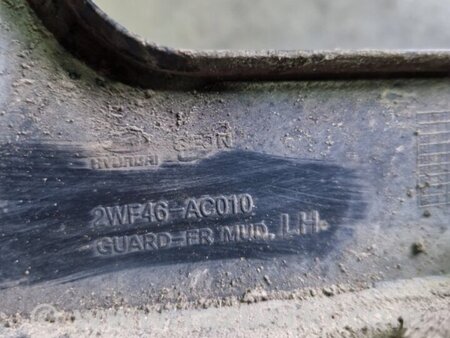 HYUNDAI
2WF46-AC010
GUARD-FR MUD, LH.